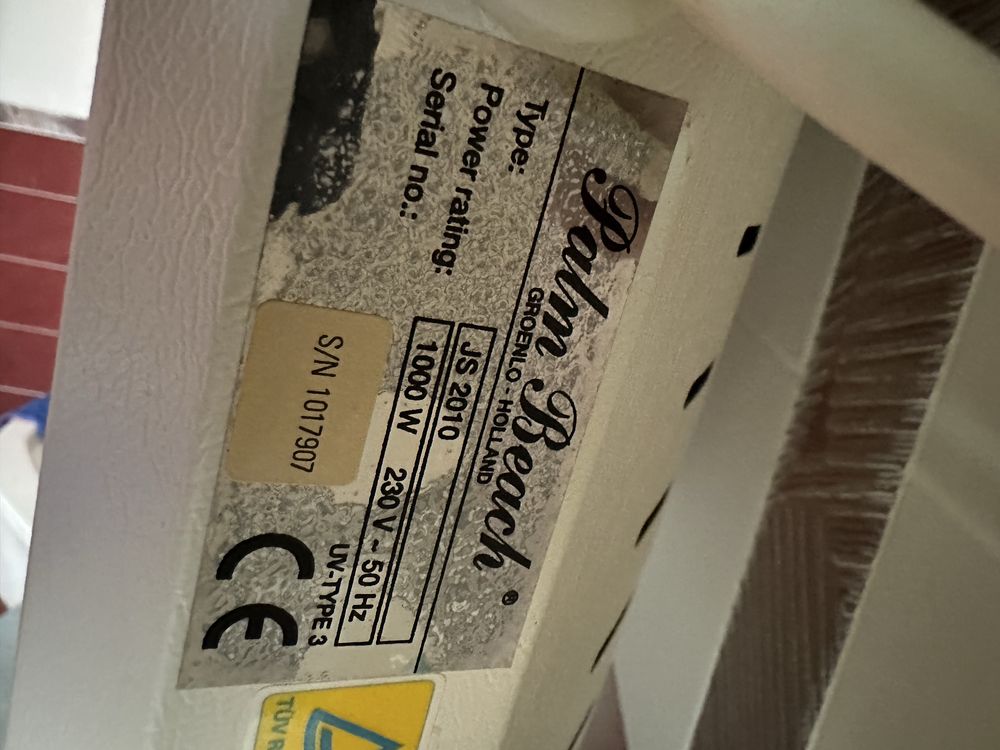 Palm Beach ®
GROENLO - HOLLAND
Type: JS 2010
Power rating: 1000 W 230 V ~ 50 Hz
Serial no.: UV-TYPE 3
S/N 1017907
CE
TÜV